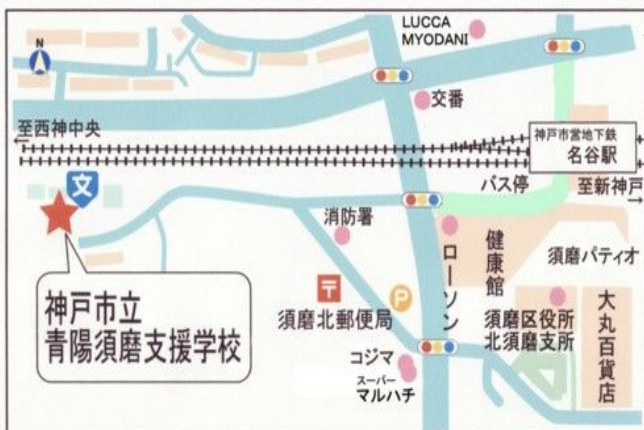 LUCCA
MYODANI
N
交番
至西神中央
神戸市営地下鉄
名谷駅
バス停
至新神戸
文
消防署
ローソン
健康館
須磨パティオ
神戸市立
青陽須磨支援学校
〒
P
須磨北郵便局
須磨区役所
北須磨支所
大丸百貨店
コジマ
スーパー
マルハチ